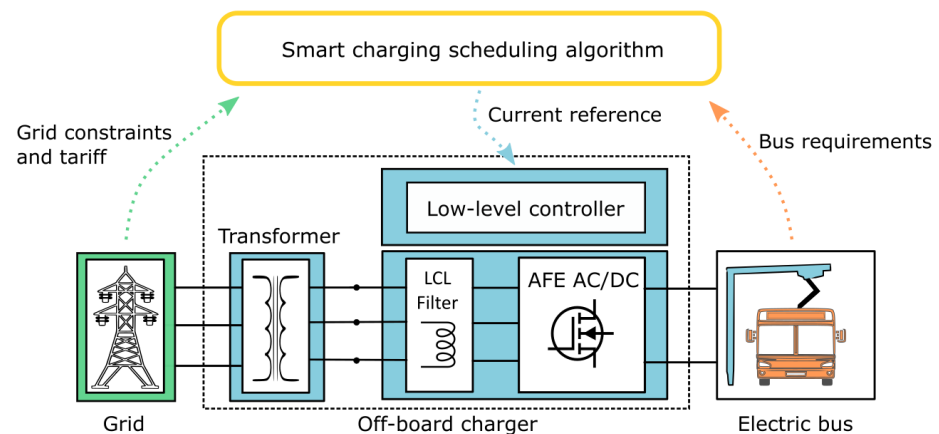 Smart charging scheduling algorithm
Grid constraints
and tariff
Current reference
Bus requirements
Low-level controller
Transformer
LCL
Filter
AFE AC/DC
Grid
Off-board charger
Electric bus